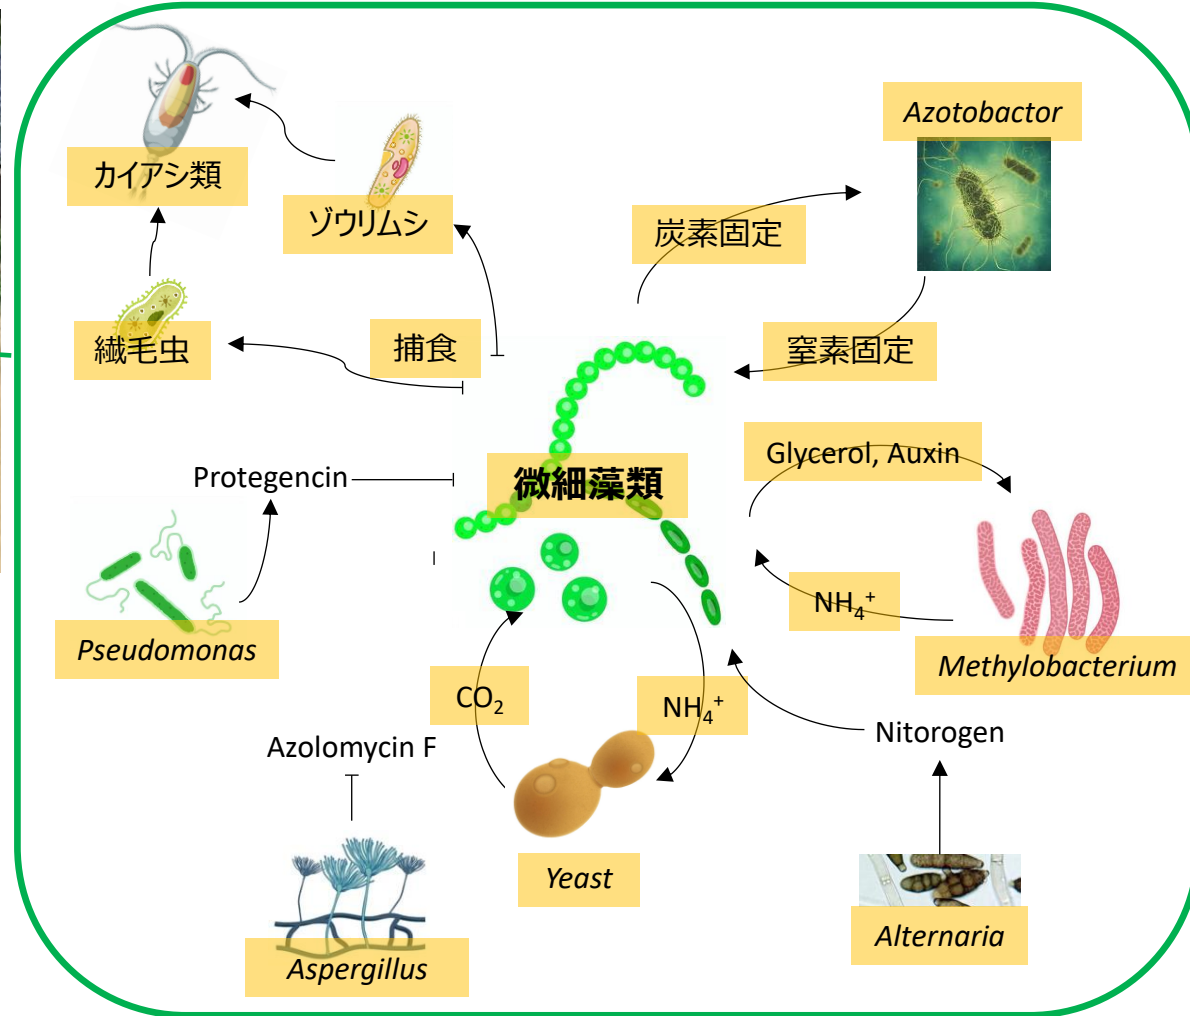 Azotobactor
カイアシ類
ゾウリムシ
炭素固定
繊毛虫
捕食
窒素固定
Glycerol, Auxin
Protegencin
微細藻類
NH₄⁺
Pseudomonas
Methylobacterium
CO₂
NH₄⁺
Nitorogen
Azolomycin F
Yeast
Alternaria
Aspergillus